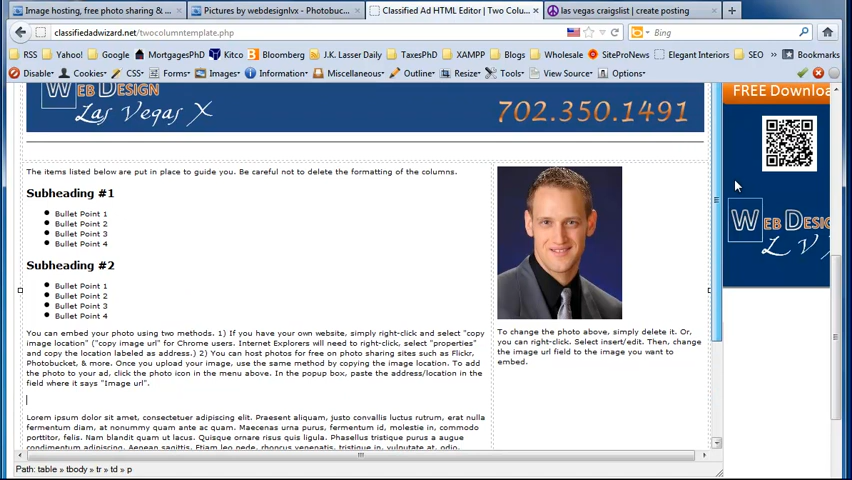 Image hosting, free photo sharing & ...
Pictures by webdesignlvx - Photobuc...
Classified Ad HTML Editor | Two Colu...
las vegas craigslist | create posting
classifiedadwizard.net/twocolumntemplate.php
Bing
RSS Yahoo! Google MortgagesPhD Kitco Bloomberg J.K. Lasser Daily TaxesPhD XAMPP Blogs Wholesale SiteProNews Elegant Interiors SEO Bookmarks
Disable Cookies CSS Forms Images Information Miscellaneous Outline Resize Tools View Source Options
WEB DESIGN
Las Vegas X
702.350.1491
FREE Downloa
The items listed below are put in place to guide you. Be careful not to delete the formatting of the columns.
Subheading #1
Bullet Point 1
Bullet Point 2
Bullet Point 3
Bullet Point 4
Subheading #2
Bullet Point 1
Bullet Point 2
Bullet Point 3
Bullet Point 4
You can embed your photo using two methods. 1) If you have your own website, simply right-click and select "copy
image location" ("copy image url" for Chrome users. Internet Explorers will need to right-click, select "properties"
and copy the location labeled as address.) 2) You can host photos for free on photo sharing sites such as Flickr,
Photobucket, & more. Once you upload your image, use the same method by copying the image location. To add
the photo to your ad, click the photo icon in the menu above. In the popup box, paste the address/location in the
field where it says "Image url".
Lorem ipsum dolor sit amet, consectetuer adipiscing elit. Praesent aliquam, justo convallis luctus rutrum, erat nulla
fermentum diam, at nonummy quam ante ac quam. Maecenas urna purus, fermentum id, molestie in, commodo
porttitor, felis. Nam blandit quam ut lacus. Quisque ornare risus quis ligula. Phasellus tristique purus a augue
condimentum adipiscing. Aenean sagittis. Etiam leo pede, rhoncus venenatis, tristique in, vulputate at,
To change the photo above, simply delete it. Or,
you can right-click. Select insert/edit. Then, change
the image url field to the image you want to
embed.
WEB DESIG
L V
Path: table » tbody » tr » td » p